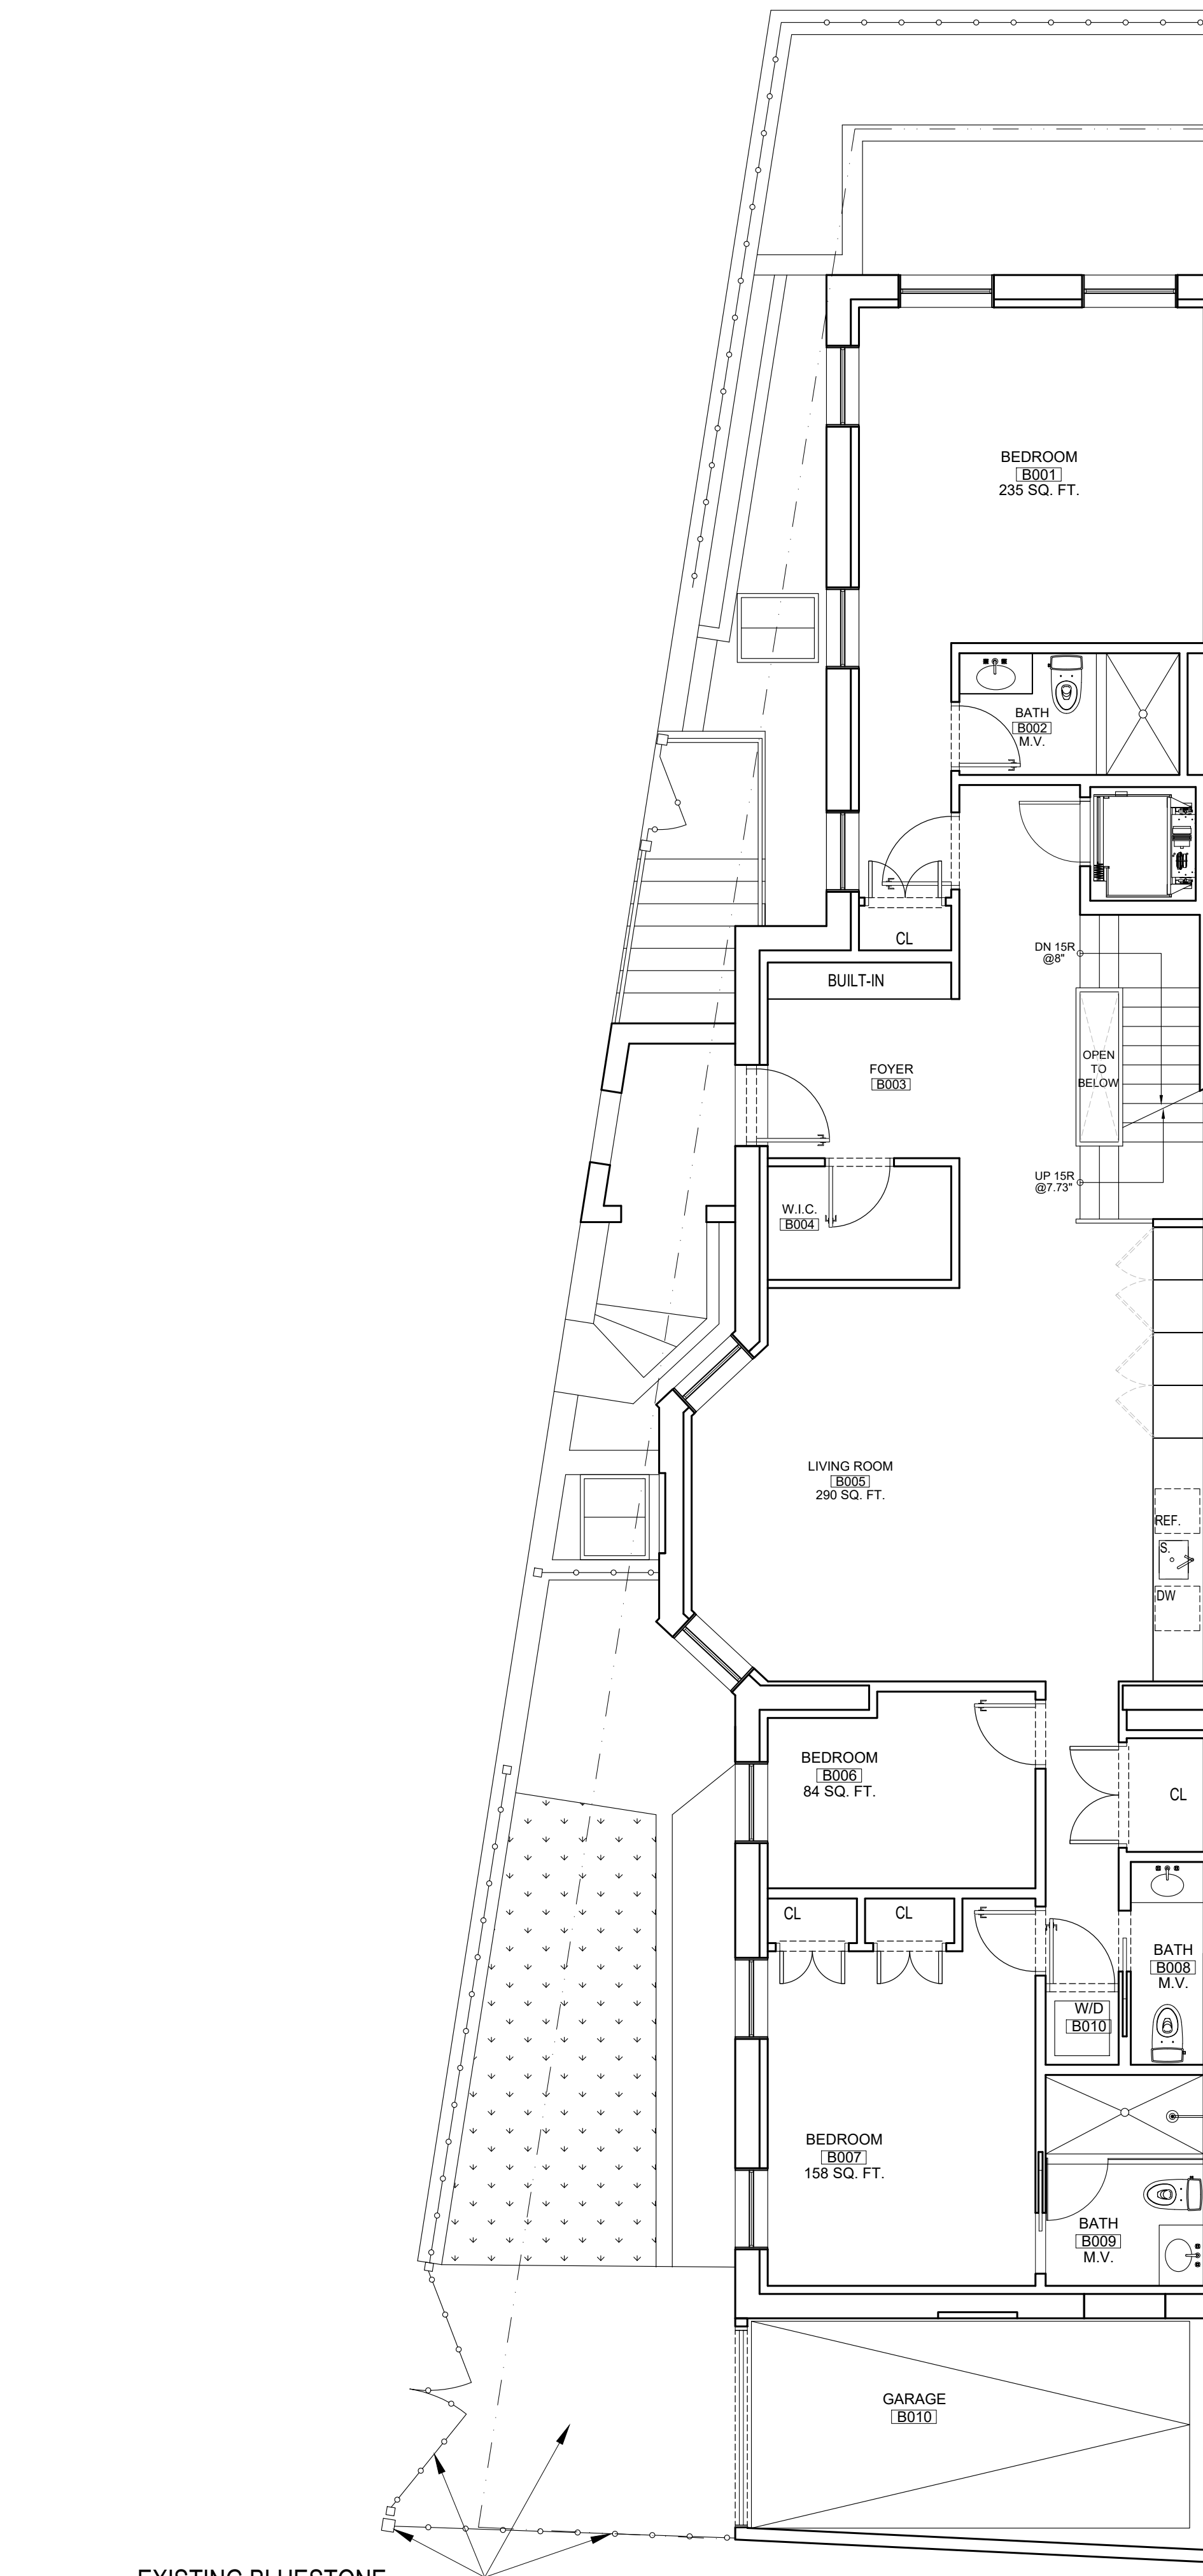 BEDROOM
B001
235 SQ. FT.
BATH
B002
M.V.
CL
BUILT-IN
DN 15R
@8"
OPEN
TO
BELOW
FOYER
B003
UP 15R
@7.73"
W.I.C.
B004
LIVING ROOM
B005
290 SQ. FT.
REF.
S.
DW
BEDROOM
B006
84 SQ. FT.
CL
CL
CL
BATH
B008
M.V.
W/D
B010
BEDROOM
B007
158 SQ. FT.
BATH
B009
M.V.
GARAGE
B010
EXISTING BLUESTONE